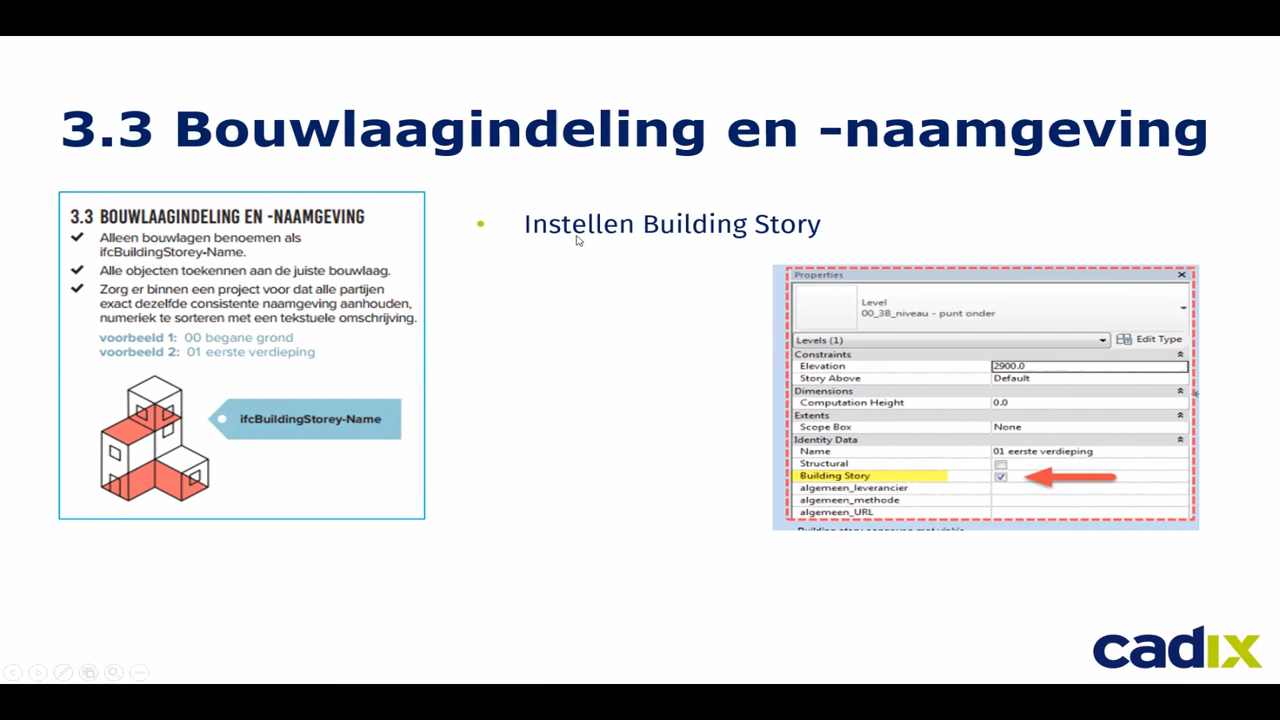 3.3 Bouwlaagindeling en -naamgeving
3.3 BOUWLAAGINDELING EN -NAAMGEVING
Alleen bouwlagen benoemen als
ifcBuildingStorey-Name.
Alle objecten toekennen aan de juiste bouwlaag.
Zorg er binnen een project voor dat alle partijen
exact dezelfde consistente naamgeving aanhouden,
numeriek te sorteren met een tekstuele omschrijving.
voorbeeld 1: 00 begane grond
voorbeeld 2: 01 eerste verdieping
ifcBuildingStorey-Name
• Instellen Building Story
Properties
Level
00_3B_niveau - punt onder
Levels (1)
Edit Type
Constraints
Elevation 2900.0
Story Above Default
Dimensions
Computation Height 0.0
Extents
Scope Box None
Identity Data
Name 01 eerste verdieping
Structural
Building Story
algemeen_leverancier
algemeen_methode
algemeen_URL
cadix